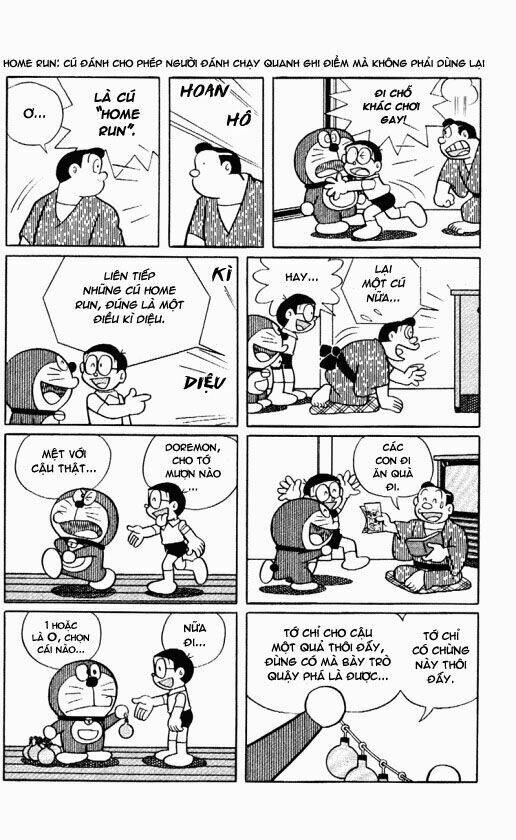 HOME RUN: CÚ ĐÁNH CHO PHÉP NGƯỜI ĐÁNH CHẠY QUANH GHI ĐIỂM MÀ KHÔNG PHẢI DỪNG LẠI
Ơ...
LÀ CÚ
"HOME
RUN".
HOAN
HÔ
ĐI CHỖ
KHÁC CHƠI
GAY!
LIÊN TIẾP
NHỮNG CÚ HOME
RUN, ĐÚNG LÀ MỘT
ĐIỀU KÌ DIỆU.
KÌ
DIỆU
HAY...
LẠI
MỘT CÚ
NỮA...
MỆT VỚI
CẬU THẬT...
DOREMON,
CHO TỚ
MƯỢN NÀO
...
CÁC
CON ĐI
ĂN QUÀ
ĐI.
1 HOẶC
LÀ 0, CHỌN
CÁI NÀO...
NỮA
ĐI...
TỚ CHỈ CHO CẬU
MỘT QUẢ THÔI ĐẤY,
ĐỪNG CÓ MÀ BÀY TRÒ
QUẬY PHÁ LÀ ĐƯỢC...
TỚ CHỈ
CÓ CHỪNG
NÀY THÔI
ĐẤY.